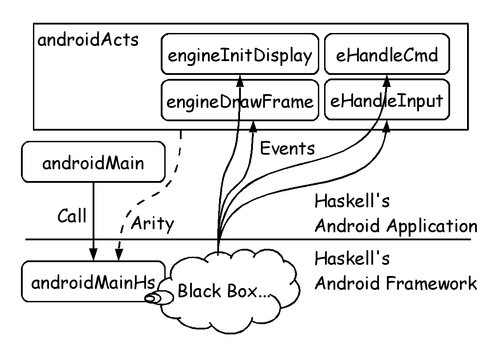 androidActs
engineInitDisplay
eHandleCmd
engineDrawFrame
eHandleInput
androidMain
Events
Call
Arity
Haskell's
Android Application
androidMainHs
Black Box...
Haskell's
Android Framework